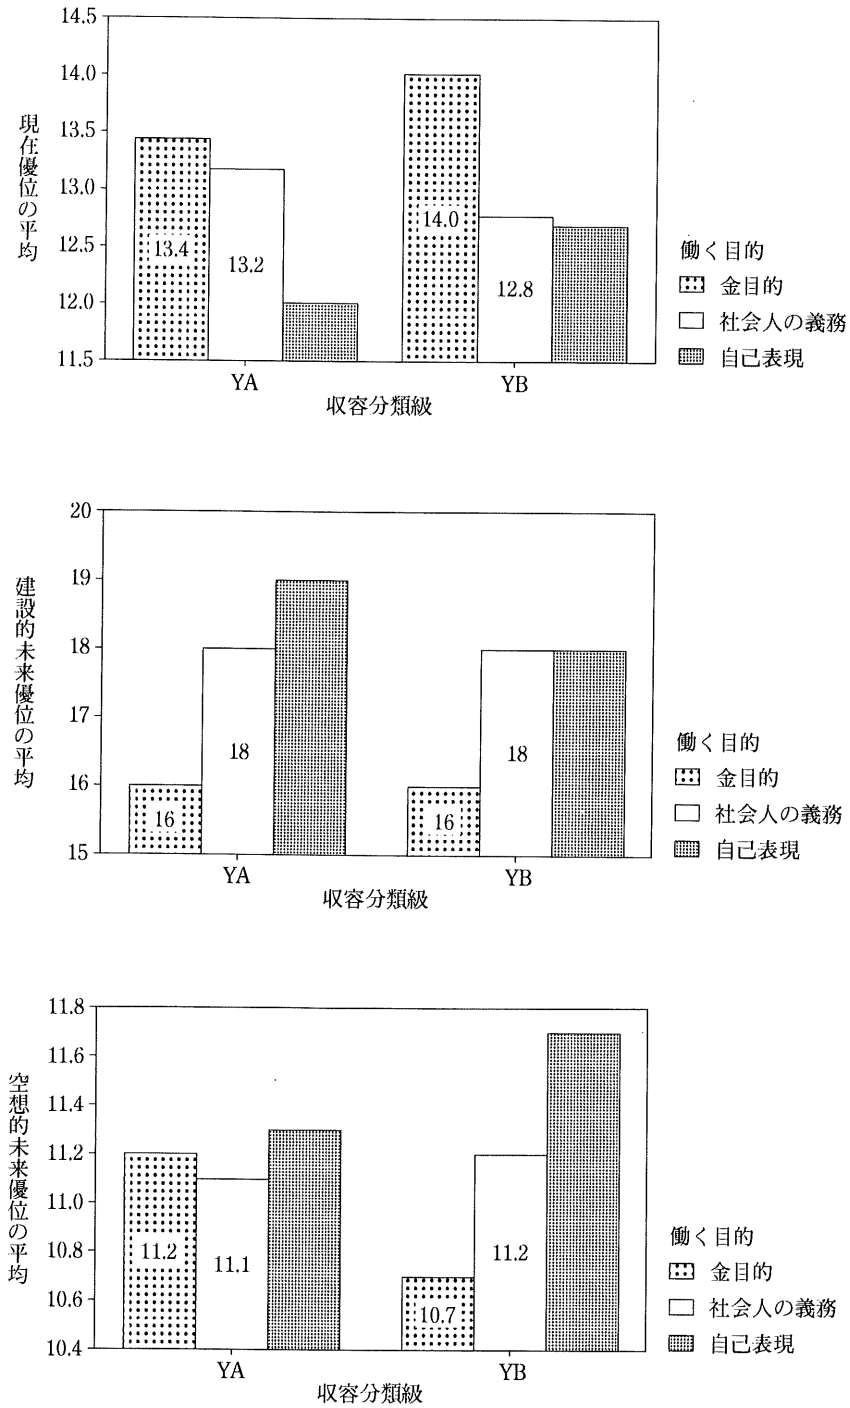 現在優位の平均
14.5
14.0
13.5
13.0
12.5
12.0
11.5
13.4
13.2
14.0
12.8
YA
YB
収容分類級
働く目的
金目的
社会人の義務
自己表現
建設的未来優位の平均
20
19
18
17
16
15
16
18
16
18
YA
YB
収容分類級
働く目的
金目的
社会人の義務
自己表現
空想的未来優位の平均
11.8
11.6
11.4
11.2
11.0
10.8
10.6
10.4
11.2
11.1
10.7
11.2
YA
YB
収容分類級
働く目的
金目的
社会人の義務
自己表現